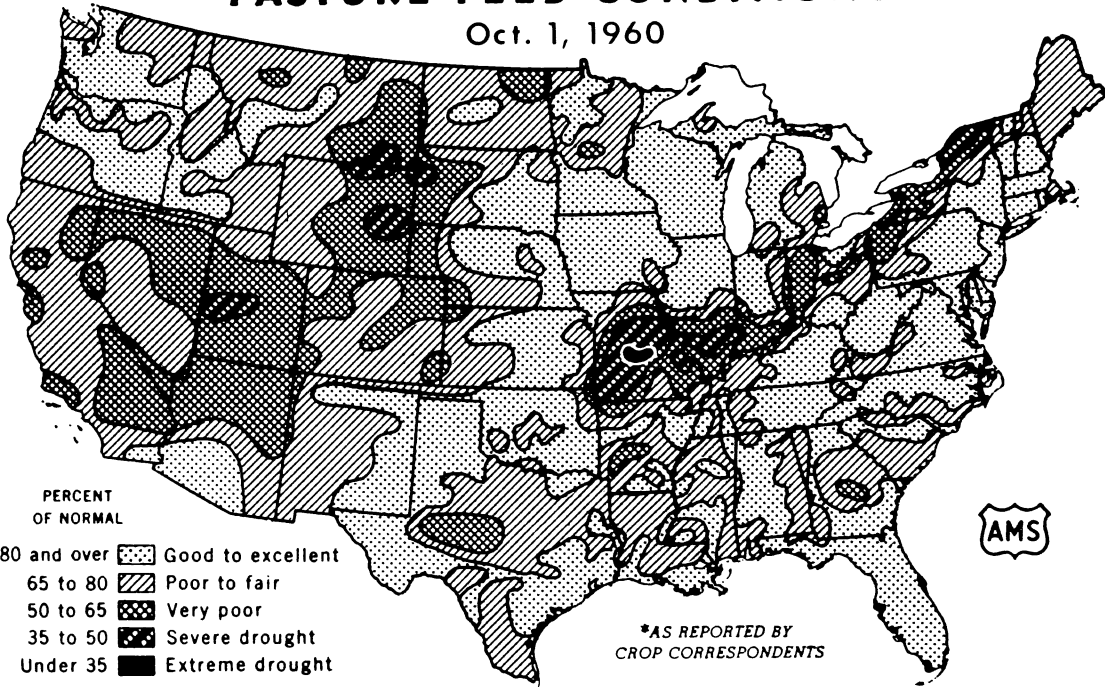 Oct. 1, 1960
PERCENT
OF NORMAL
80 and over Good to excellent
65 to 80 Poor to fair
50 to 65 Very poor
35 to 50 Severe drought
Under 35 Extreme drought
AMS
*AS REPORTED BY
CROP CORRESPONDENTS